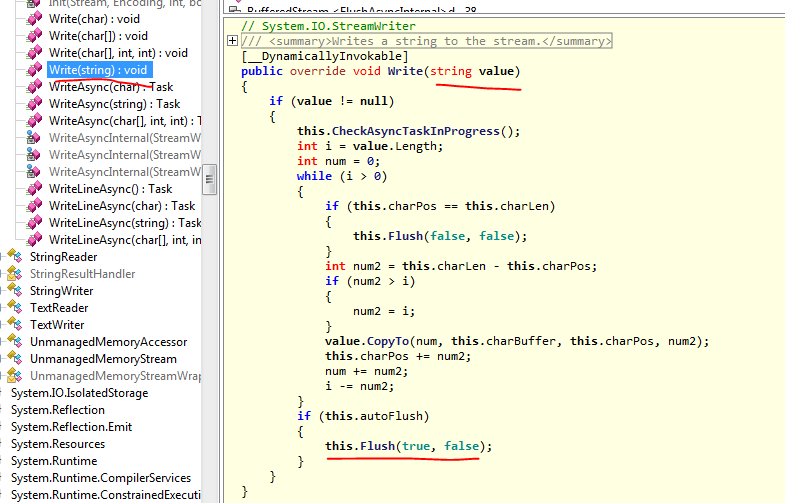 Init(Stream, Encoding, int, bo
Write(char) : void
Write(char[]) : void
Write(char[], int, int) : void
Write(string) : void
WriteAsync(char) : Task
WriteAsync(string) : Task
WriteAsync(char[], int, int) : T
WriteAsyncInternal(StreamW
WriteAsyncInternal(StreamW
WriteAsyncInternal(StreamW
WriteLineAsync() : Task
WriteLineAsync(char) : Task
WriteLineAsync(string) : Task
WriteLineAsync(char[], int, in
StringReader
StringResultHandler
StringWriter
TextReader
TextWriter
UnmanagedMemoryAccessor
UnmanagedMemoryStream
UnmanagedMemoryStreamWrap
System.IO.IsolatedStorage
System.Reflection
System.Reflection.Emit
System.Resources
System.Runtime
System.Runtime.CompilerServices
System.Runtime.ConstrainedExecuti
BufferedStream.<FlushAsyncInternal>d__38
// System.IO.StreamWriter
/// <summary>Writes a string to the stream.</summary>
[__DynamicallyInvokable]
public override void Write(string value)
{
if (value != null)
{
this.CheckAsyncTaskInProgress();
int i = value.Length;
int num = 0;
while (i > 0)
{
if (this.charPos == this.charLen)
{
this.Flush(false, false);
}
int num2 = this.charLen - this.charPos;
if (num2 > i)
{
num2 = i;
}
value.CopyTo(num, this.charBuffer, this.charPos, num2);
this.charPos += num2;
num += num2;
i -= num2;
}
if (this.autoFlush)
{
this.Flush(true, false);
}
}
}